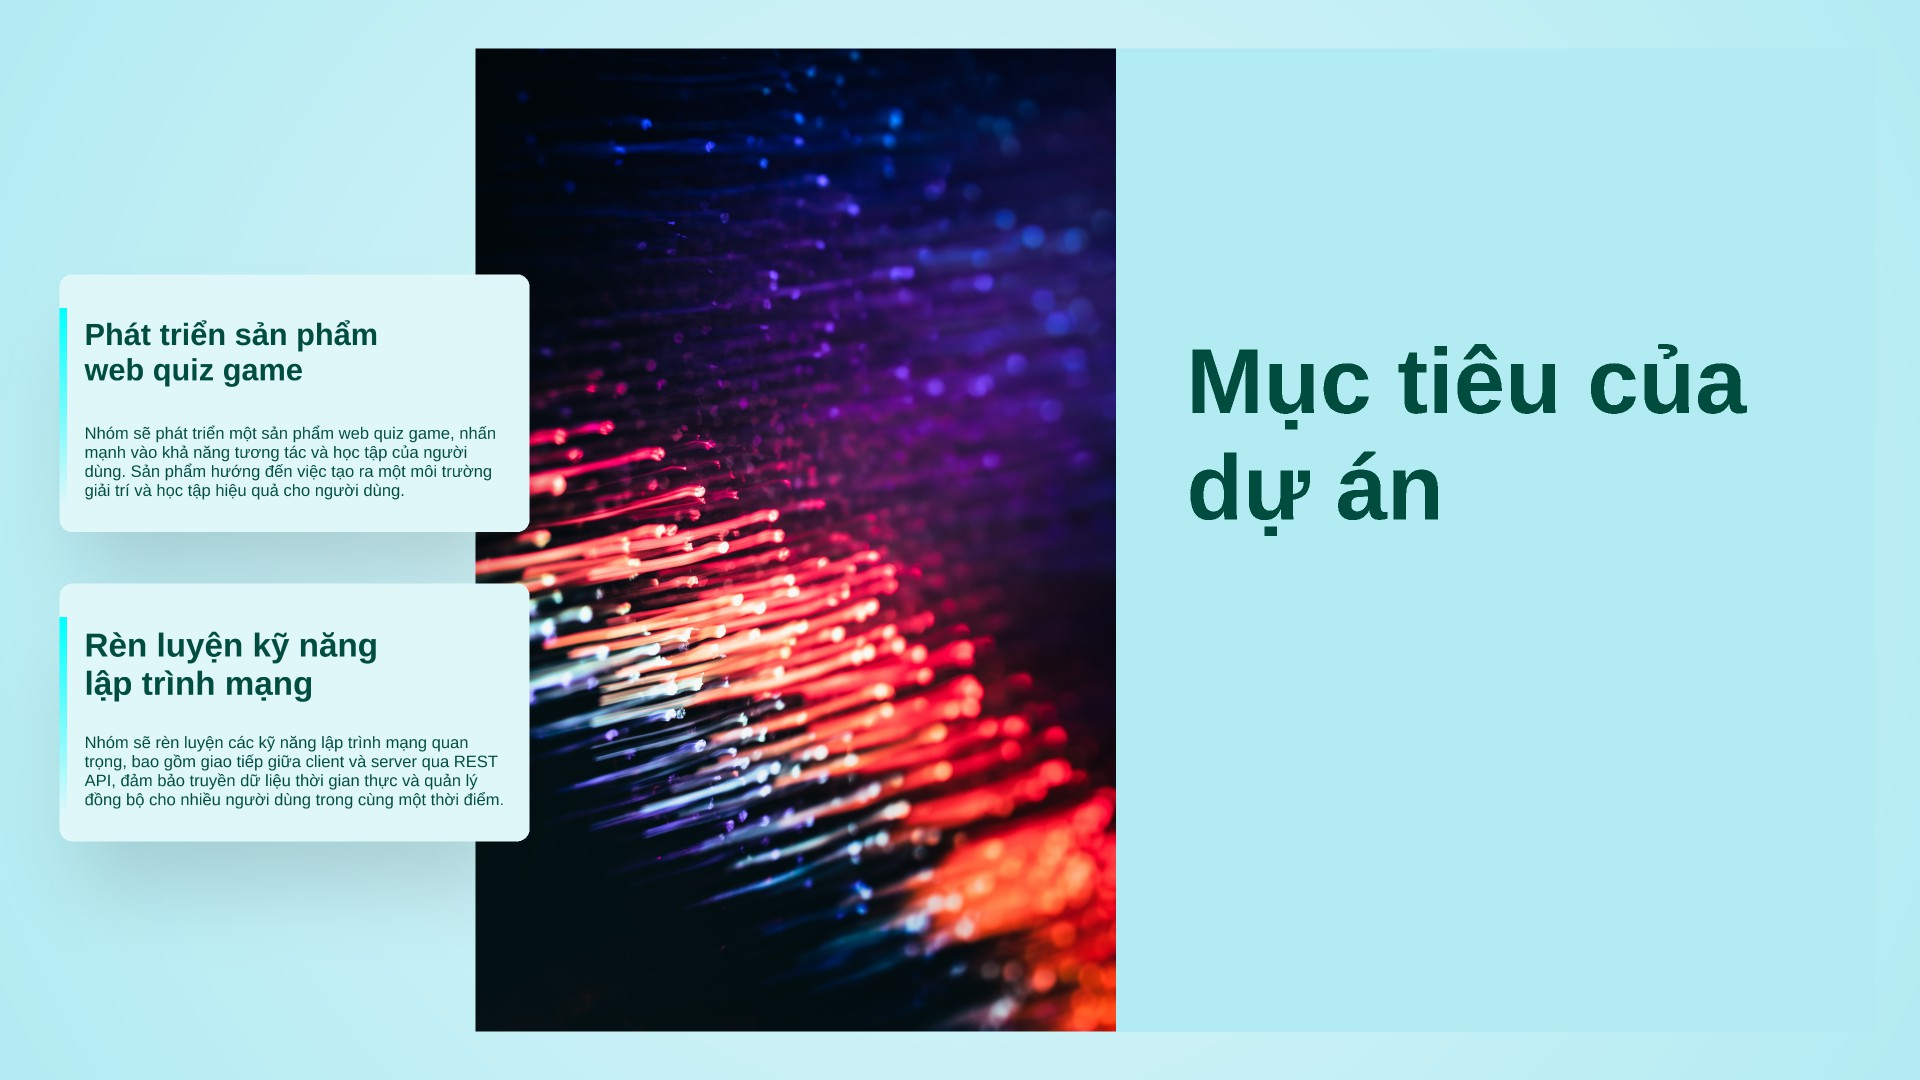 Mục tiêu của
dự án
Phát triển sản phẩm
web quiz game
Nhóm sẽ phát triển một sản phẩm web quiz game, nhấn
mạnh vào khả năng tương tác và học tập của người
dùng. Sản phẩm hướng đến việc tạo ra một môi trường
giải trí và học tập hiệu quả cho người dùng.
Rèn luyện kỹ năng
lập trình mạng
Nhóm sẽ rèn luyện các kỹ năng lập trình mạng quan
trọng, bao gồm giao tiếp giữa client và server qua REST
API, đảm bảo truyền dữ liệu thời gian thực và quản lý
đồng bộ cho nhiều người dùng trong cùng một thời điểm.